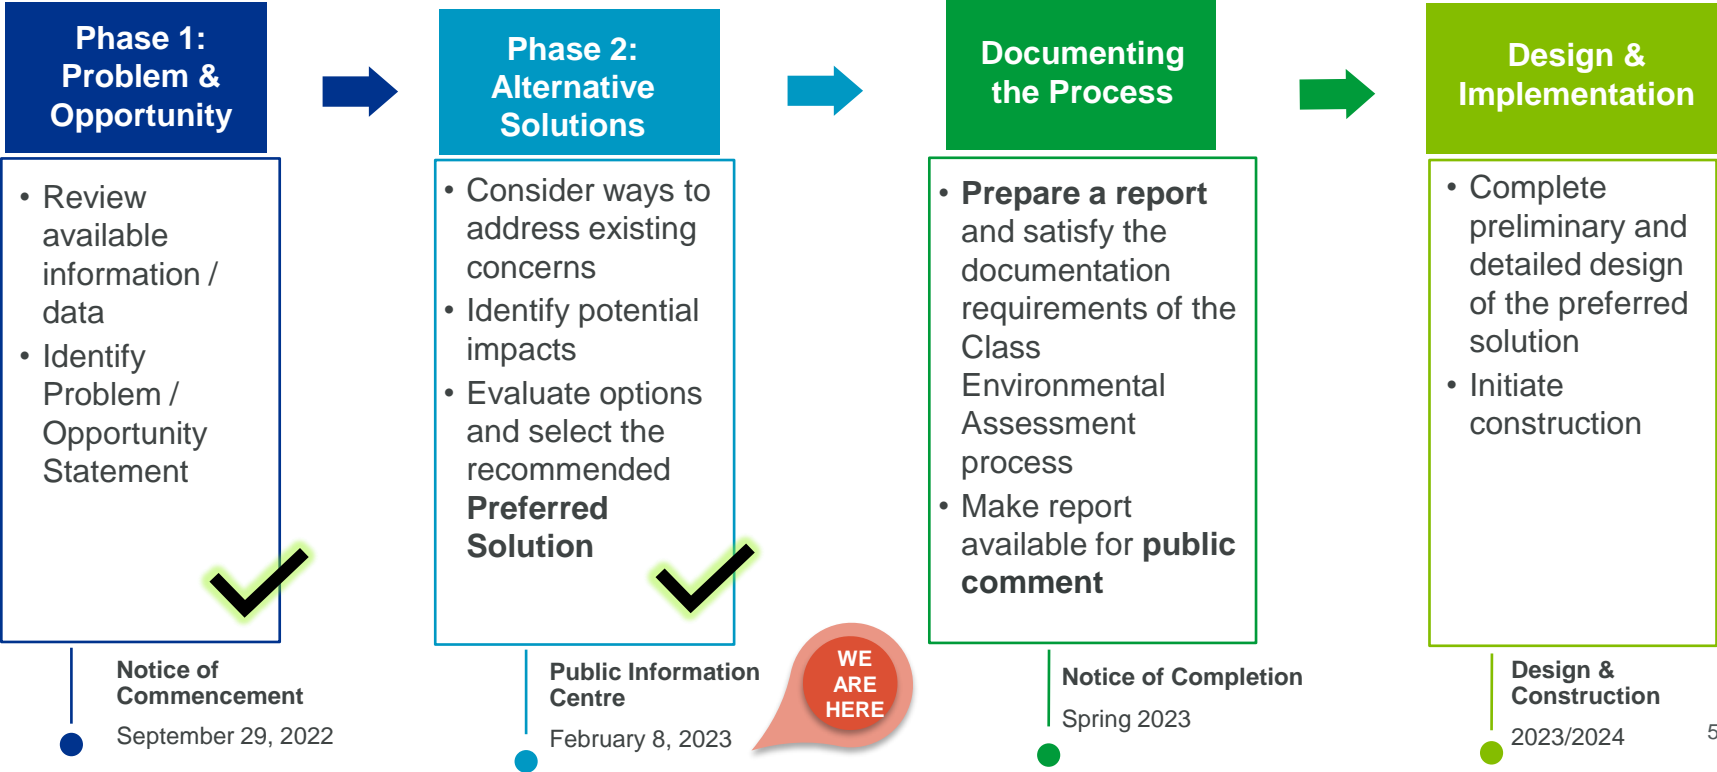 Phase 1:
Problem &
Opportunity
• Review
available
information /
data
• Identify
Problem /
Opportunity
Statement
Notice of
Commencement
September 29, 2022
Phase 2:
Alternative
Solutions
• Consider ways to
address existing
concerns
• Identify potential
impacts
• Evaluate options
and select the
recommended
Preferred
Solution
Public Information
Centre
February 8, 2023
WE
ARE
HERE
Documenting
the Process
• Prepare a report
and satisfy the
documentation
requirements of the
Class
Environmental
Assessment
process
• Make report
available for public
comment
Notice of Completion
Spring 2023
Design &
Implementation
• Complete
preliminary and
detailed design
of the preferred
solution
• Initiate
construction
Design &
Construction
2023/2024
5